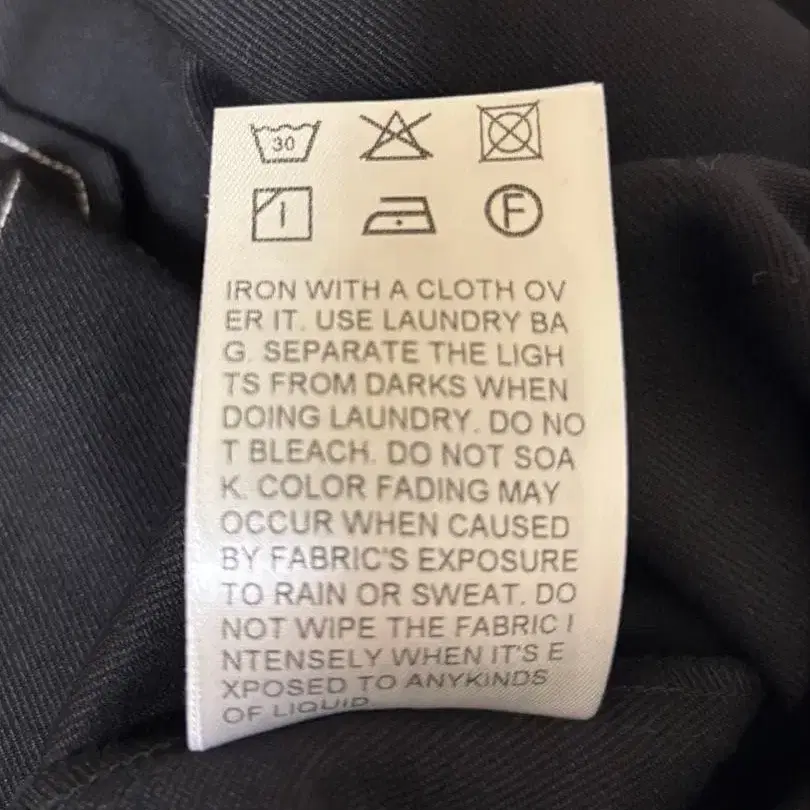 30
F
IRON WITH A CLOTH OV
ER IT. USE LAUNDRY BA
G. SEPARATE THE LIGH
TS FROM DARKS WHEN
DOING LAUNDRY. DO NO
T BLEACH. DO NOT SOA
K. COLOR FADING MAY
OCCUR WHEN CAUSED
BY FABRIC'S EXPOSURE
TO RAIN OR SWEAT. DO
NOT WIPE THE FABRIC I
NTENSELY WHEN IT'S E
XPOSED TO ANYKINDS
OF LIQUID